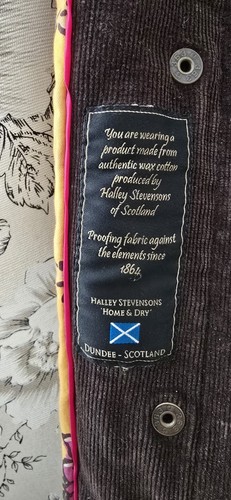 You are wearing a
product made from
authentic wax cotton
produced by
Halley Stevensons
of Scotland
Proofing fabric against
the elements since
1864,
HALLEY STEVENSONS
'HOME & DRY'
DUNDEE - SCOTLAND